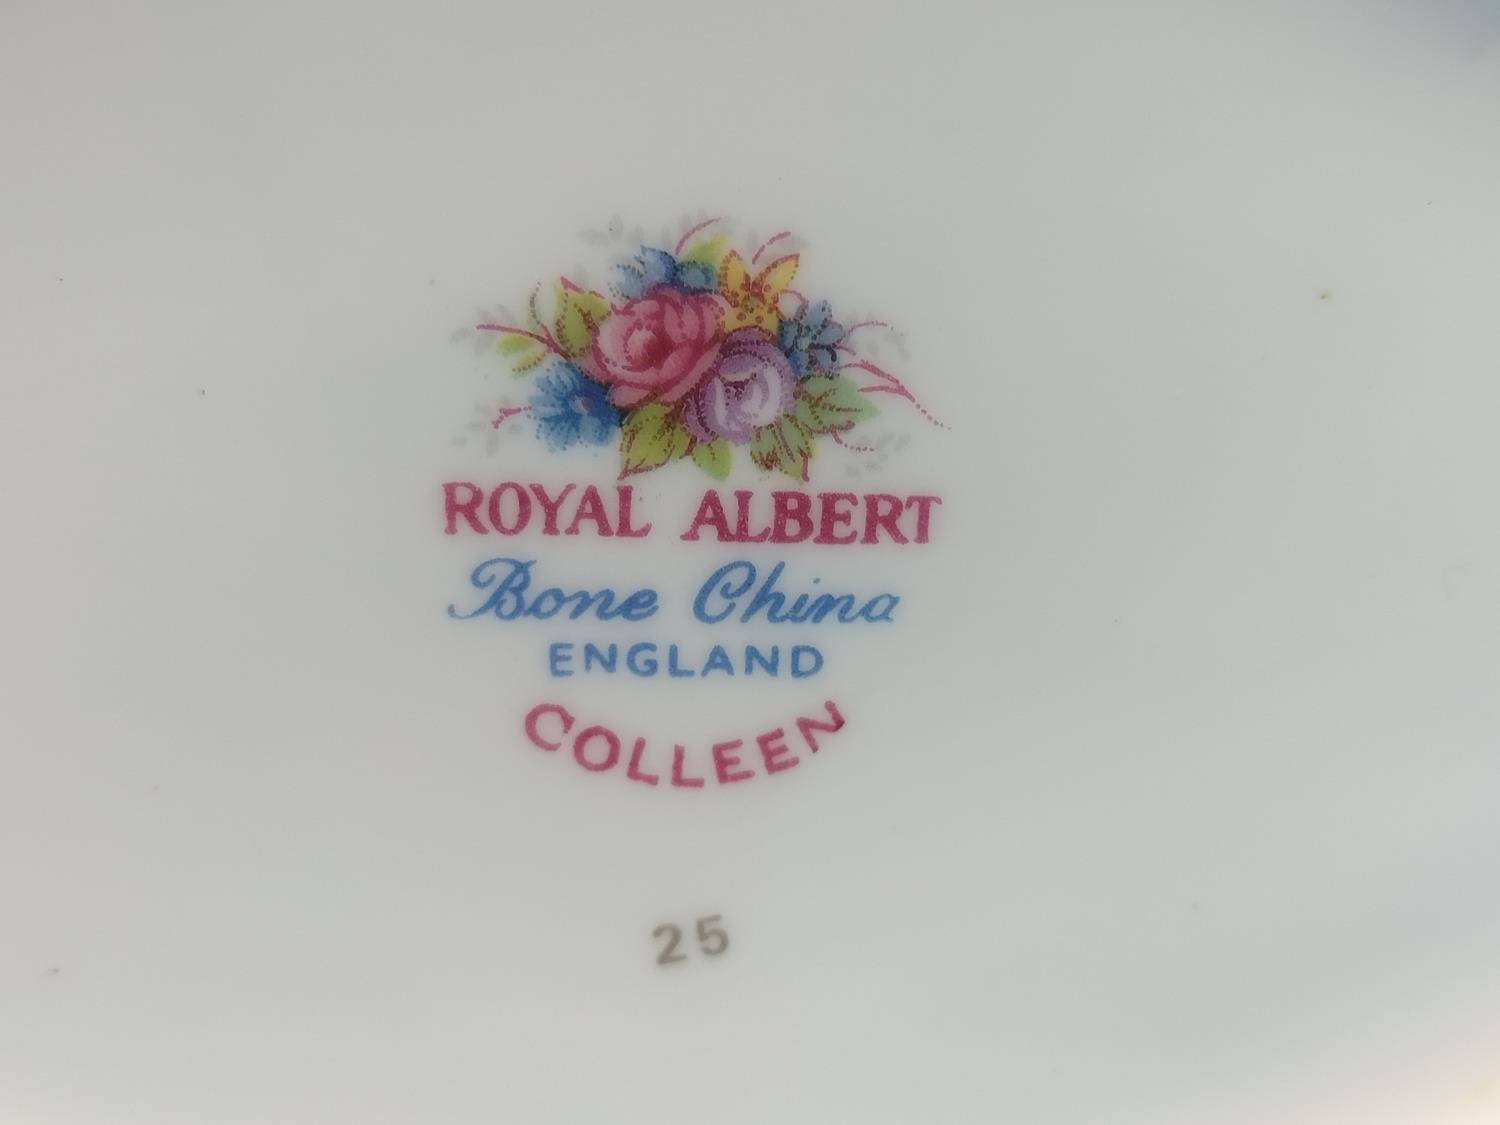 ROYAL ALBERT
Bone China
ENGLAND
COLLEEN
25